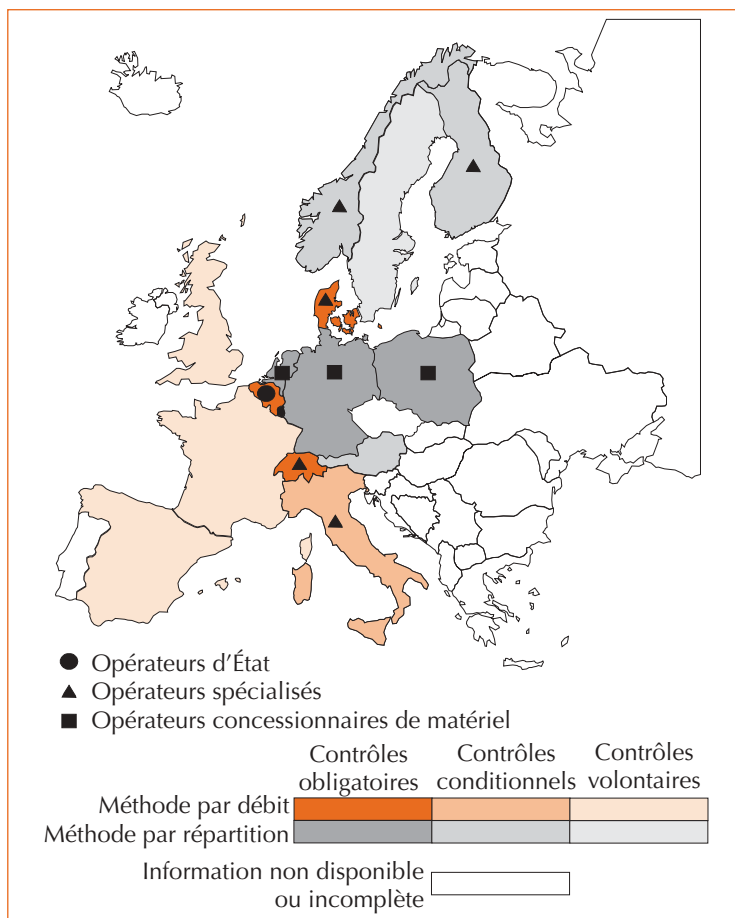 Opérateurs d'État
Opérateurs spécialisés
Opérateurs concessionnaires de matériel
Contrôles obligatoires
Contrôles conditionnels
Contrôles volontaires
Méthode par débit
Méthode par répartition
Information non disponible
ou incomplète